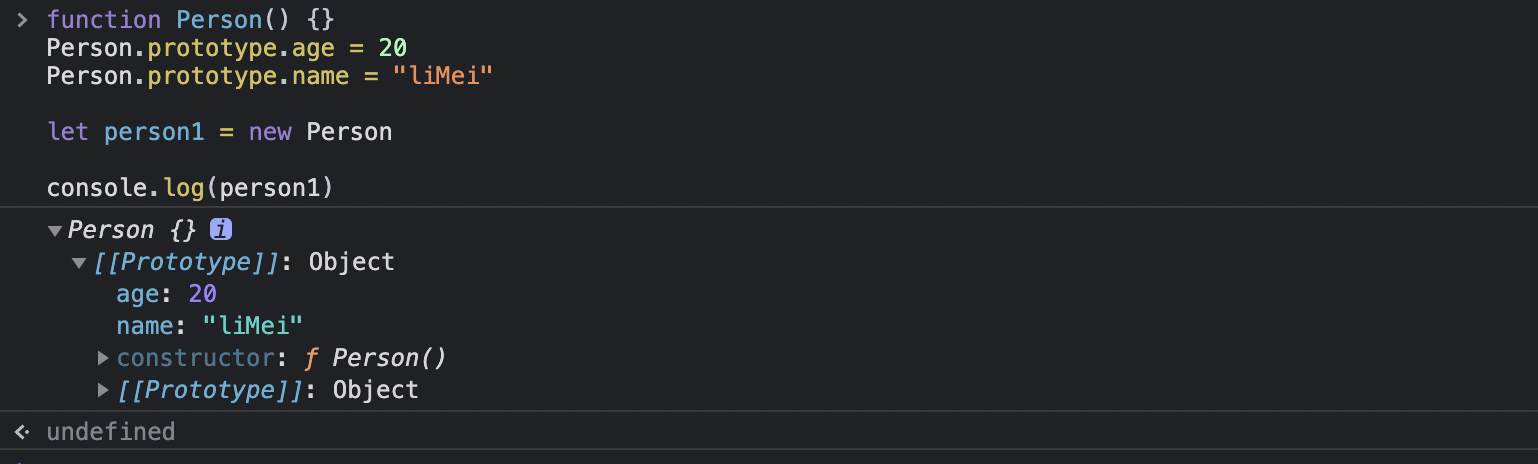 function Person() {}
Person.prototype.age = 20
Person.prototype.name = "liMei"
let person1 = new Person
console.log(person1)
Person {} i
[[Prototype]]: Object
age: 20
name: "liMei"
constructor: ƒ Person()
[[Prototype]]: Object
undefined